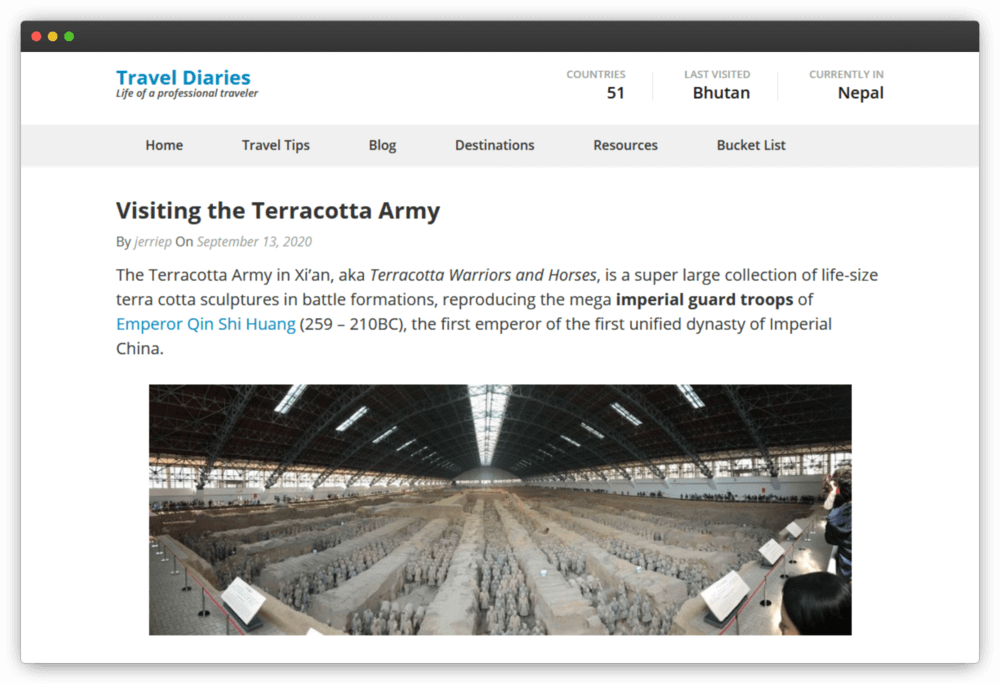 Travel Diaries
Life of a professional traveler
COUNTRIES
51
LAST VISITED
Bhutan
CURRENTLY IN
Nepal
Home
Travel Tips
Blog
Destinations
Resources
Bucket List
Visiting the Terracotta Army
By jerriep On September 13, 2020
The Terracotta Army in Xi’an, aka Terracotta Warriors and Horses, is a super large collection of life-size
terra cotta sculptures in battle formations, reproducing the mega imperial guard troops of
Emperor Qin Shi Huang (259 – 210BC), the first emperor of the first unified dynasty of Imperial
China.